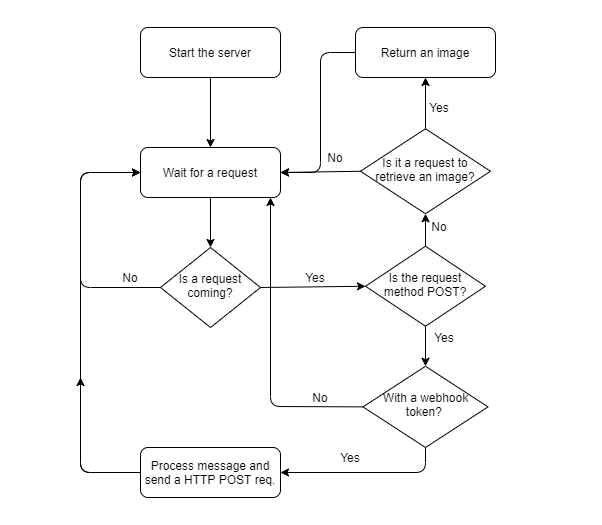 Start the server
Return an image
Yes
Wait for a request
No
Is it a request to
retrieve an image?
No
No
Is a request
coming?
Yes
Is the request
method POST?
Yes
No
With a webhook
token?
Yes
Process message and
send a HTTP POST req.